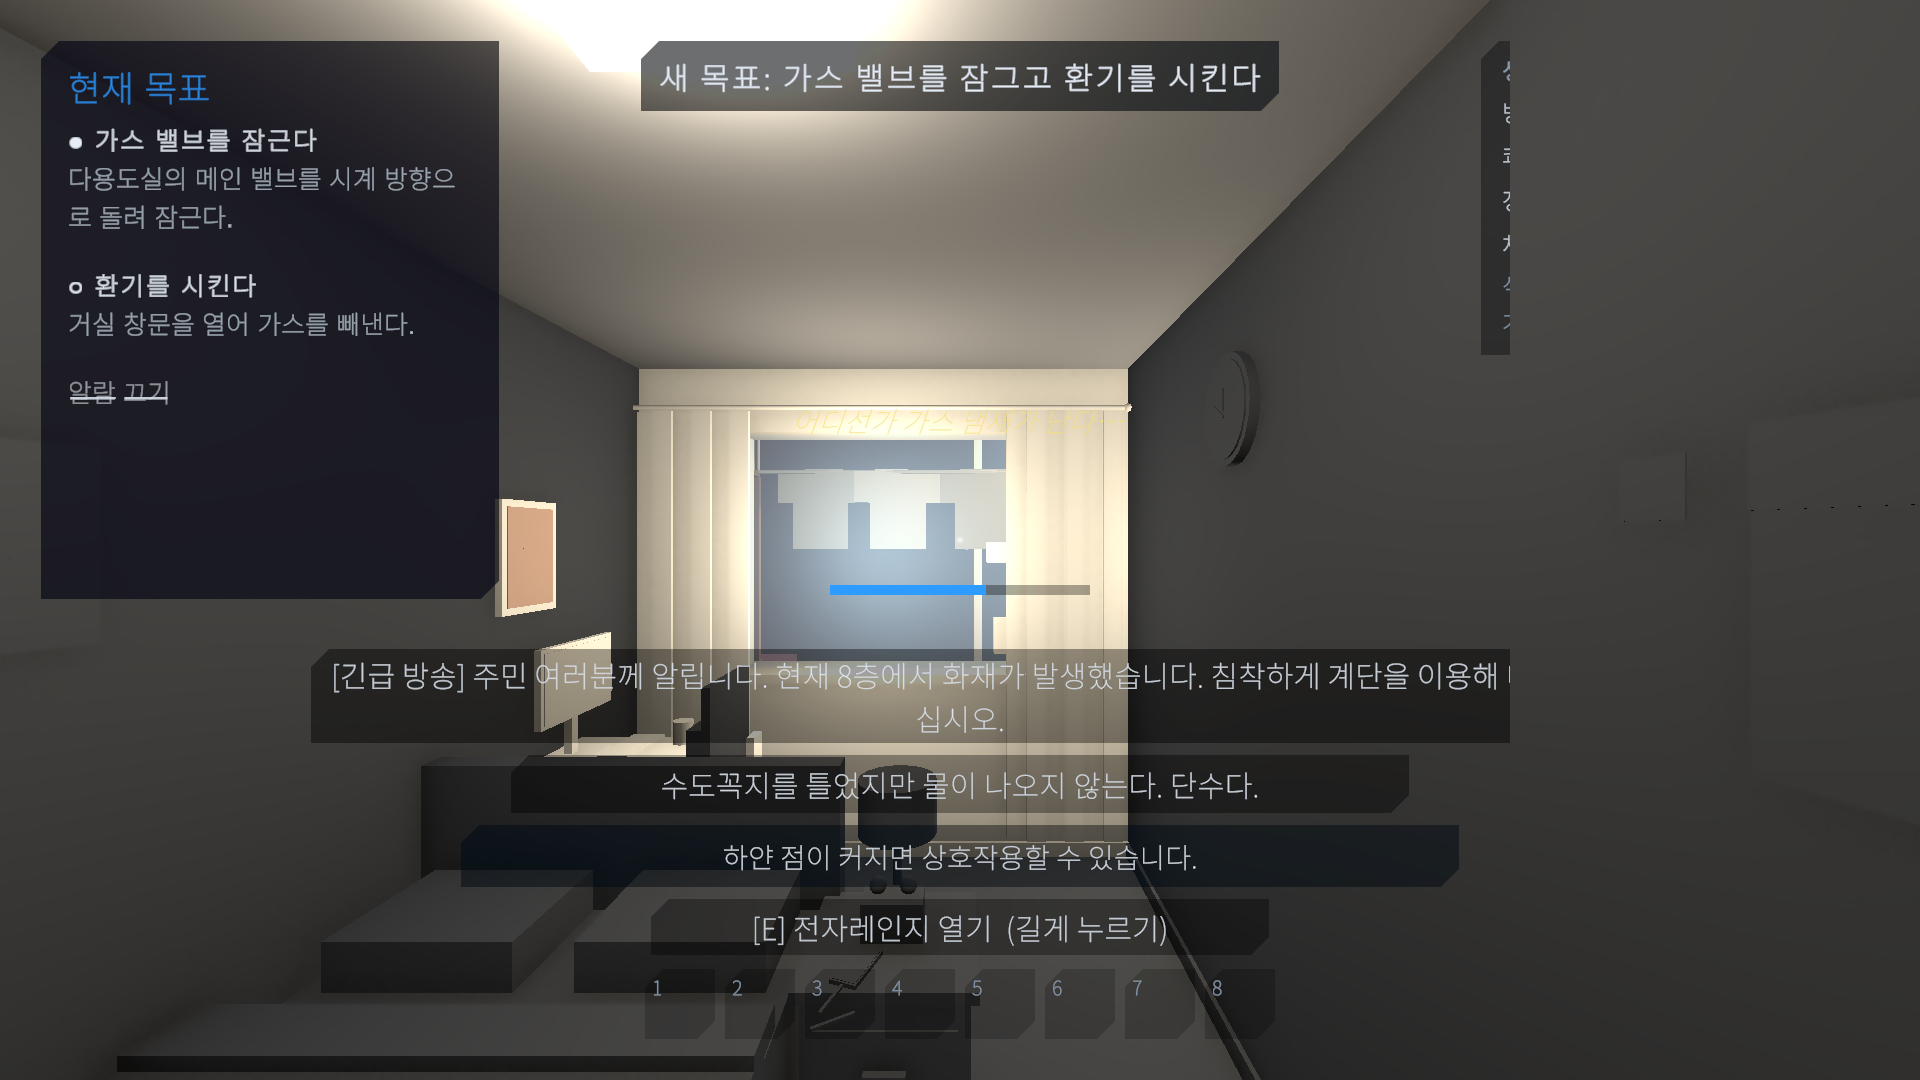 현재 목표
가스 밸브를 잠근다
다용도실의 메인 밸브를 시계 방향으
로 돌려 잠근다.
환기를 시킨다
거실 창문을 열어 가스를 빼낸다.
알람 끄기
새 목표: 가스 밸브를 잠그고 환기를 시킨다
어디선가 가스
[긴급 방송] 주민 여러분께 알립니다. 현재 8층에서 화재가 발생했습니다. 침착하게 계단을 이용해
십시오.
수도꼭지를 틀었지만 물이 나오지 않는다. 단수다.
하얀 점이 커지면 상호작용할 수 있습니다.
[E] 전자레인지 열기 (길게 누르기)
1 2 3 4 5 6 7 8